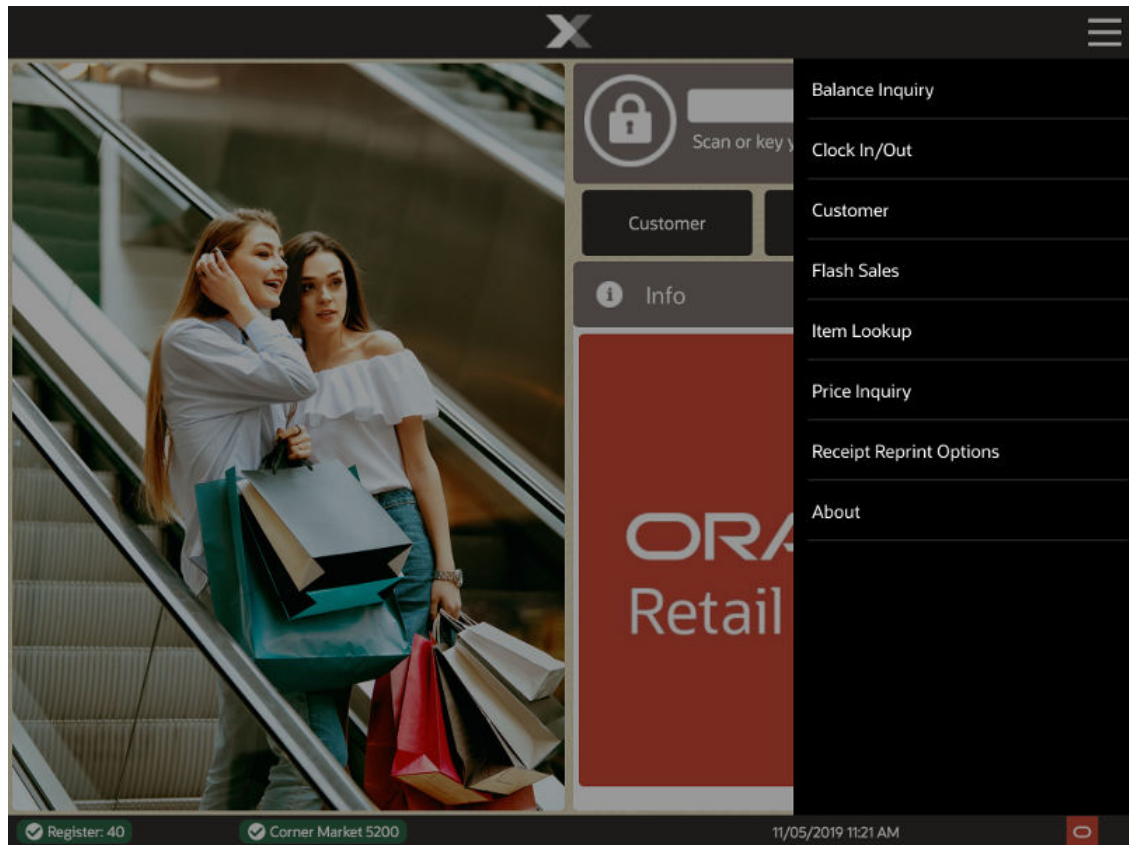 Scan or key
Customer
Info
Retail
Balance Inquiry
Clock In/Out
Customer
Flash Sales
Item Lookup
Price Inquiry
Receipt Reprint Options
About
Register: 40
Corner Market 5200
11/05/2019 11:21 AM